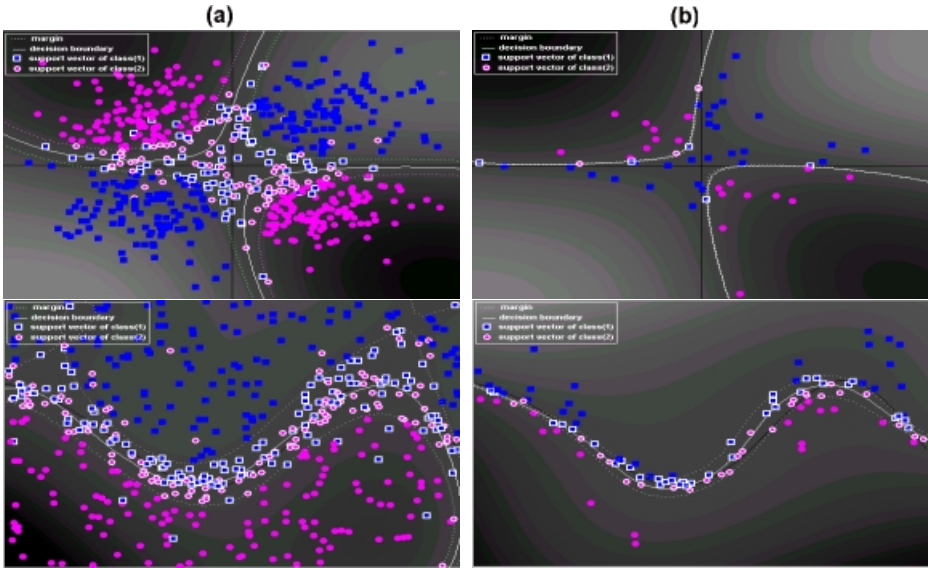 (a)
(b)
margin
decision boundary
support vector of class(1)
support vector of class(2)
margin
decision boundary
support vector of class(1)
support vector of class(2)
margin
decision boundary
support vector of class(1)
support vector of class(2)
margin
decision boundary
support vector of class(1)
support vector of class(2)